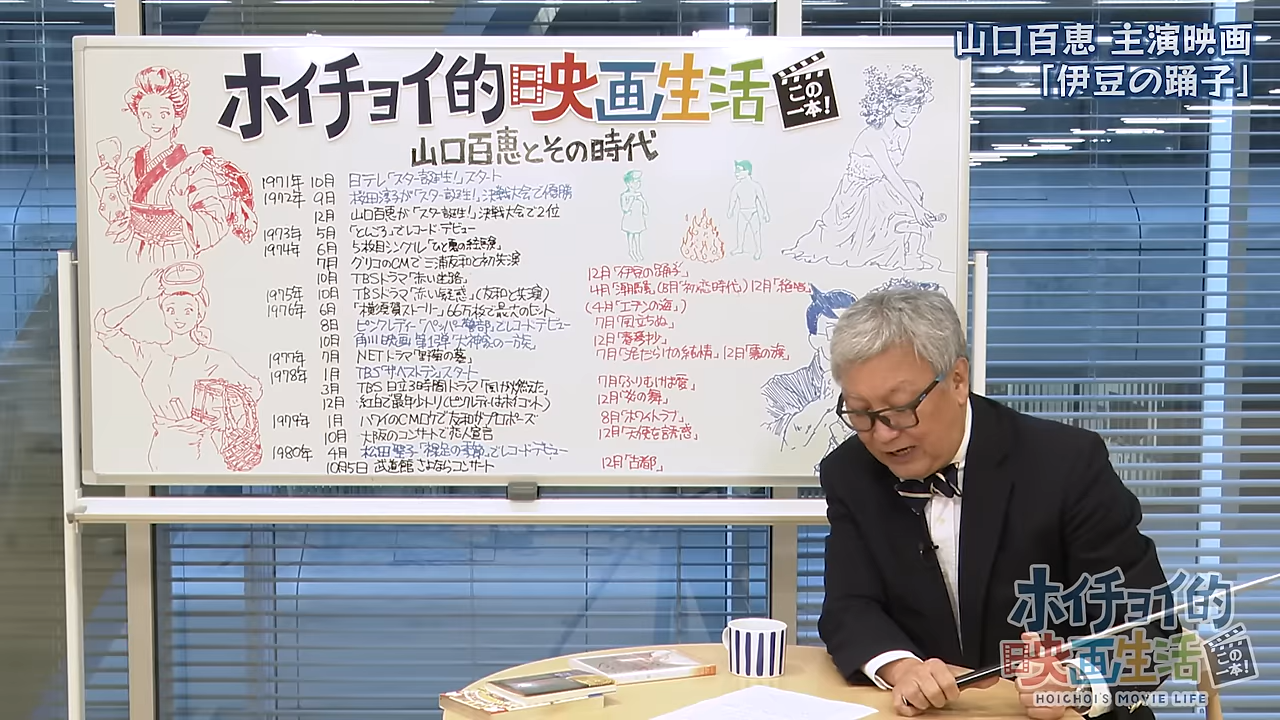 山口百恵 主演映画
「伊豆の踊子」
ホイチョイ的映画生活 この一本!
山口百恵とその時代
1971年 10月 日テレ「スター誕生!」スタート
1972年 9月 桜田淳子が「スター誕生!」決戦大会で優勝
12月 山口百恵が「スター誕生!」決戦大会で2位
1973年 5月 「としごろ」でレコードデビュー
1974年 6月 5枚目シングル「ひと夏の経験」
7月 グリコのCMで三浦友和と初共演
10月 TBSドラマ「赤い迷路」 12月「伊豆の踊子」
1975年 10月 TBSドラマ「赤い疑惑」(友和と共演) 4月「潮騒」(8月「初恋時代」) 12月「絶唱」
1976年 6月 「横須賀ストーリー」66万枚で最大のヒット (4月「エデンの海」)
8月 ピンクレディー「ペッパー警部」でレコードデビュー 7月「風立ちぬ」
10月 角川映画 第1弾「犬神家の一族」 12月「春琴抄」
1977年 7月 NETドラマ「野菊の墓」 7月「泥だらけの純情」 12月「霧の旗」
1978年 1月 TBS「ザベストテン」スタート
3月 TBS 日立3時間ドラマ「風が燃えた」 7月「ふりむけば愛」
12月 紅白で最年少トリ(ピンクレディはボイコット) 12月「炎の舞」
1979年 1月 ハワイのCMロケで友和がプロポーズ 8月「ホワイトラブ」
10月 大阪のコンサートで恋人宣言 12月「天使を誘惑」
1980年 4月 松田聖子「裸足の季節」でレコードデビュー
10月5日 武道館 さよならコンサート 12月「古都」
ホイチョイ的
映画生活 この一本!
HOICHOI'S MOVIE LIFE